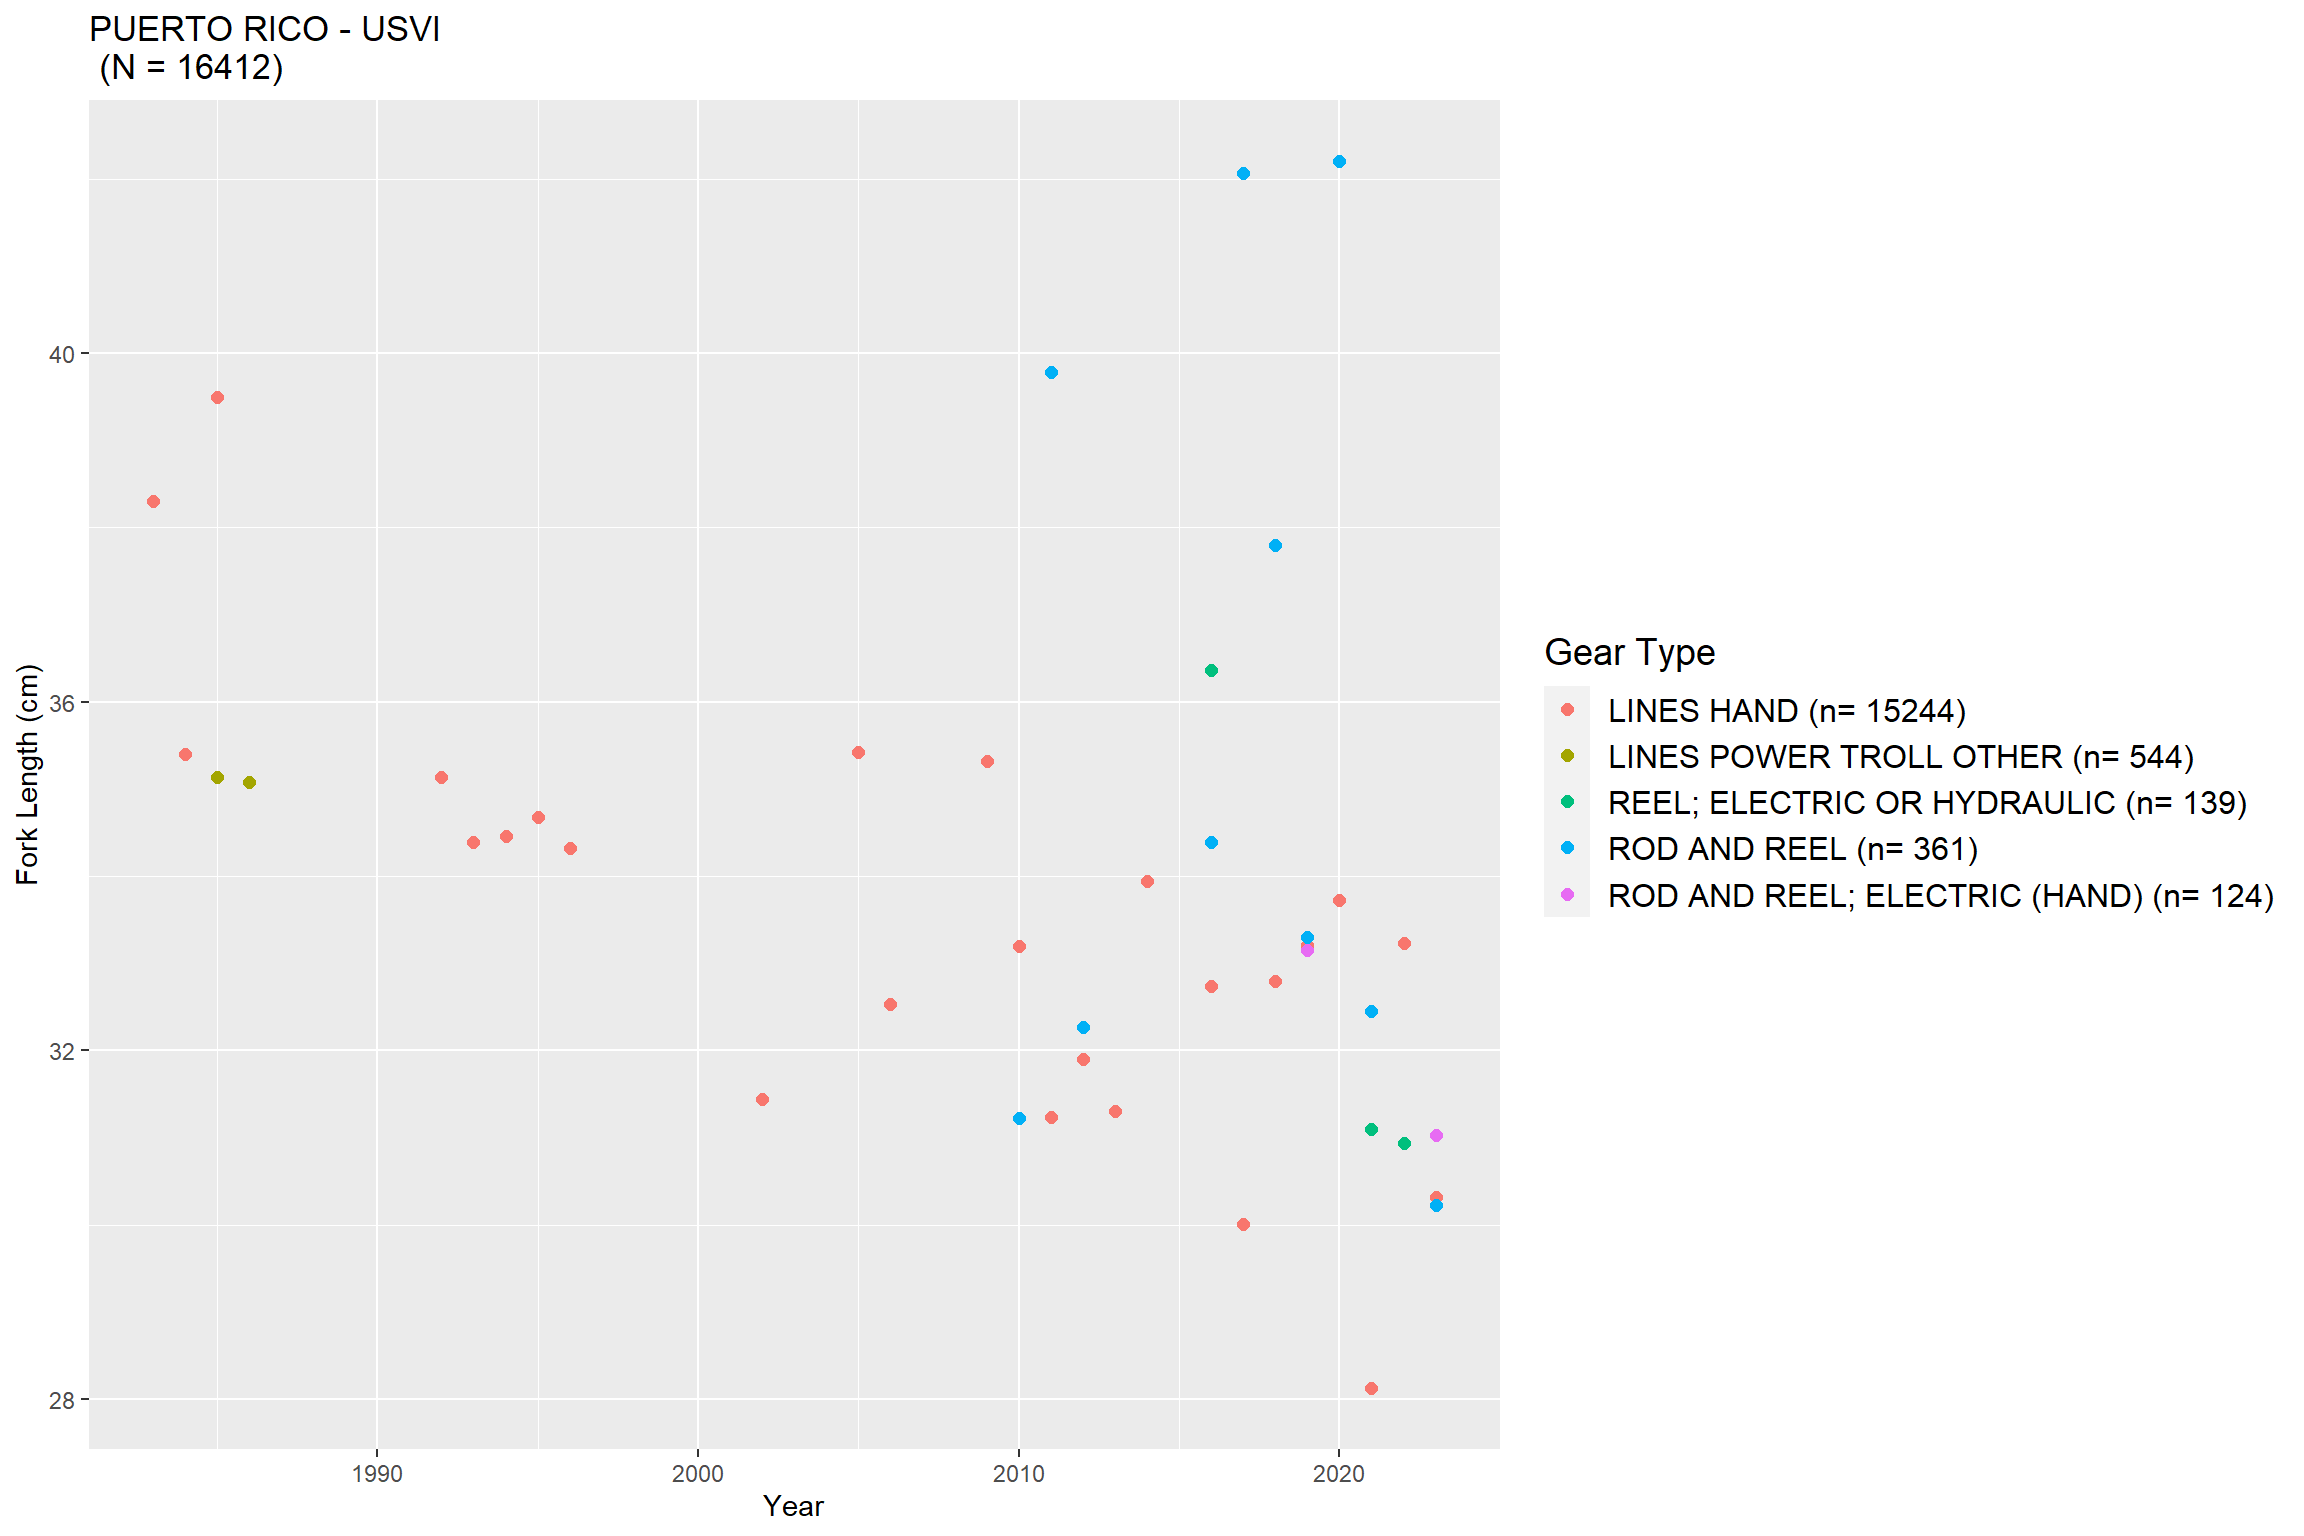 PUERTO RICO - USVI
(N = 16412)
40
36
32
28
Fork Length (cm)
1990
2000
2010
2020
Year
Gear Type
LINES HAND (n= 15244)
LINES POWER TROLL OTHER (n= 544)
REEL; ELECTRIC OR HYDRAULIC (n= 139)
ROD AND REEL (n= 361)
ROD AND REEL; ELECTRIC (HAND) (n= 124)